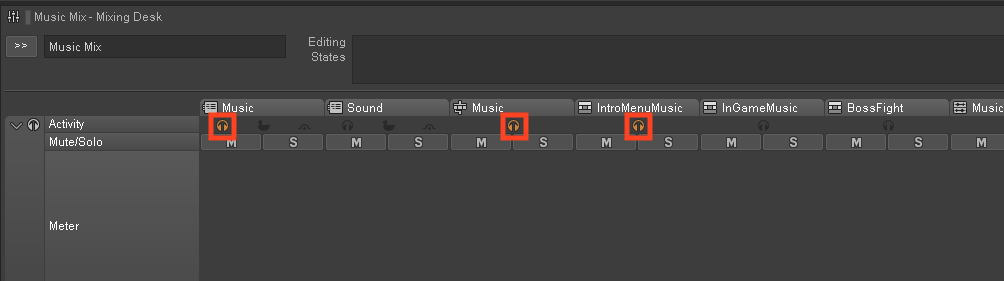 Music Mix - Mixing Desk
>> Music Mix Editing States
Music Sound Music IntroMenuMusic InGameMusic BossFight Music
Activity
Mute/Solo M S M S M S M S M S M S M
Meter